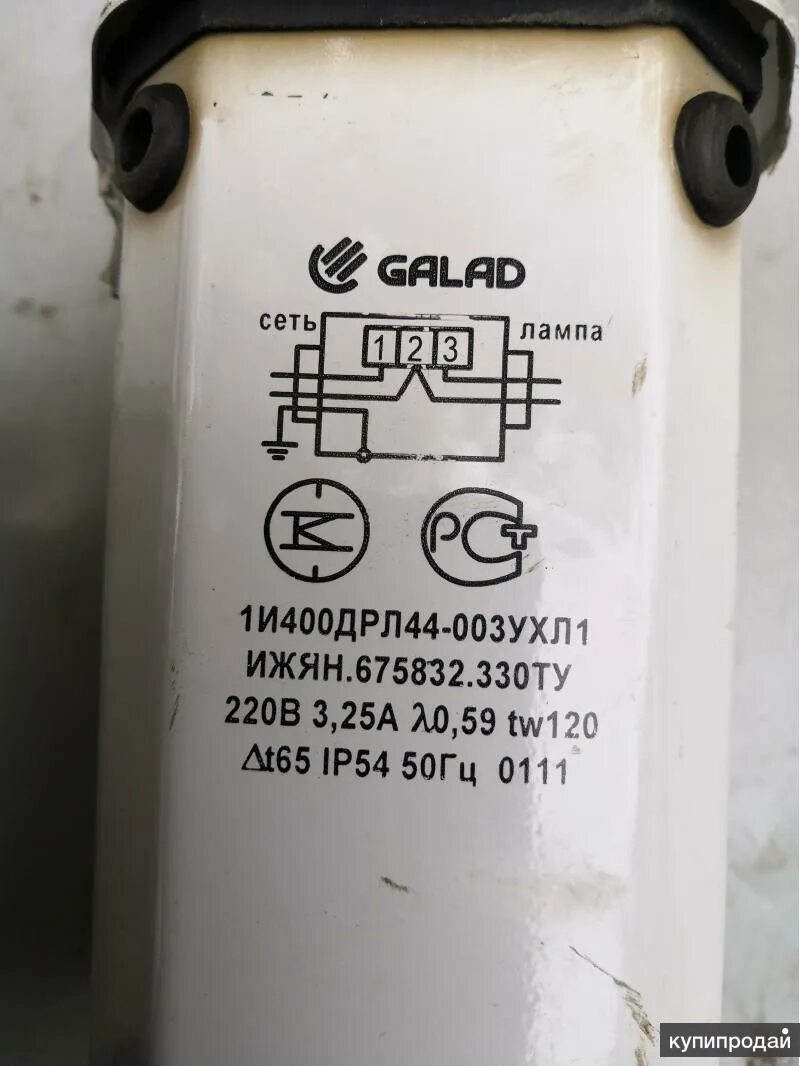 GALAD
сеть
лампа
1 2 3
РСТ
1И400ДРЛ44-003УХЛ1
ИЖЯН.675832.330ТУ
220В 3,25А λ0,59 tw120
Δt65 IP54 50Гц 0111
купипродай